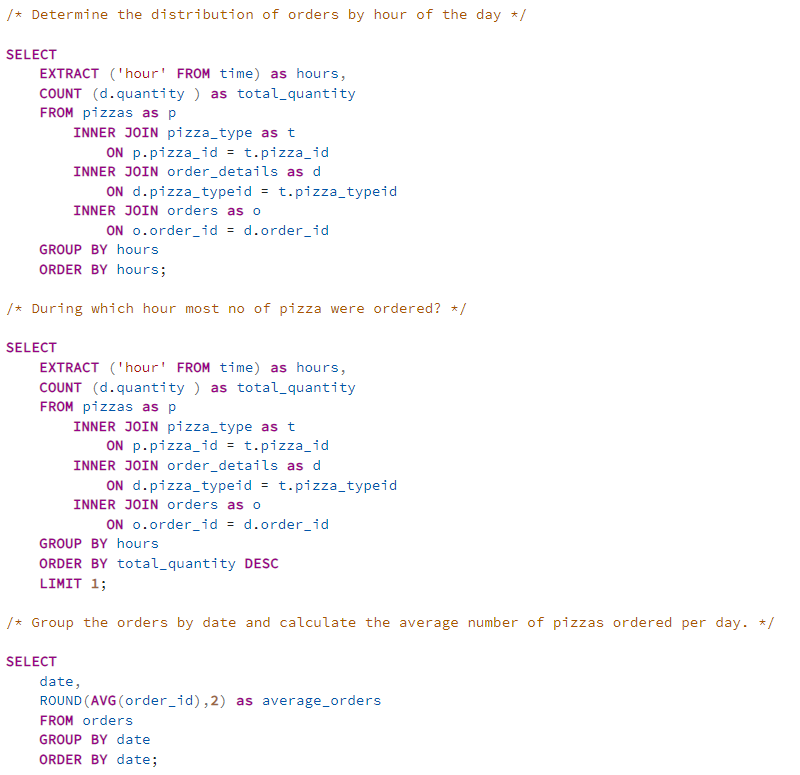 /* Determine the distribution of orders by hour of the day */
SELECT
EXTRACT ('hour' FROM time) as hours,
COUNT (d.quantity ) as total_quantity
FROM pizzas as p
INNER JOIN pizza_type as t
ON p.pizza_id = t.pizza_id
INNER JOIN order_details as d
ON d.pizza_typeid = t.pizza_typeid
INNER JOIN orders as o
ON o.order_id = d.order_id
GROUP BY hours
ORDER BY hours;
/* During which hour most no of pizza were ordered? */
SELECT
EXTRACT ('hour' FROM time) as hours,
COUNT (d.quantity ) as total_quantity
FROM pizzas as p
INNER JOIN pizza_type as t
ON p.pizza_id = t.pizza_id
INNER JOIN order_details as d
ON d.pizza_typeid = t.pizza_typeid
INNER JOIN orders as o
ON o.order_id = d.order_id
GROUP BY hours
ORDER BY total_quantity DESC
LIMIT 1;
/* Group the orders by date and calculate the average number of pizzas ordered per day. */
SELECT
date,
ROUND(AVG(order_id),2) as average_orders
FROM orders
GROUP BY date
ORDER BY date;